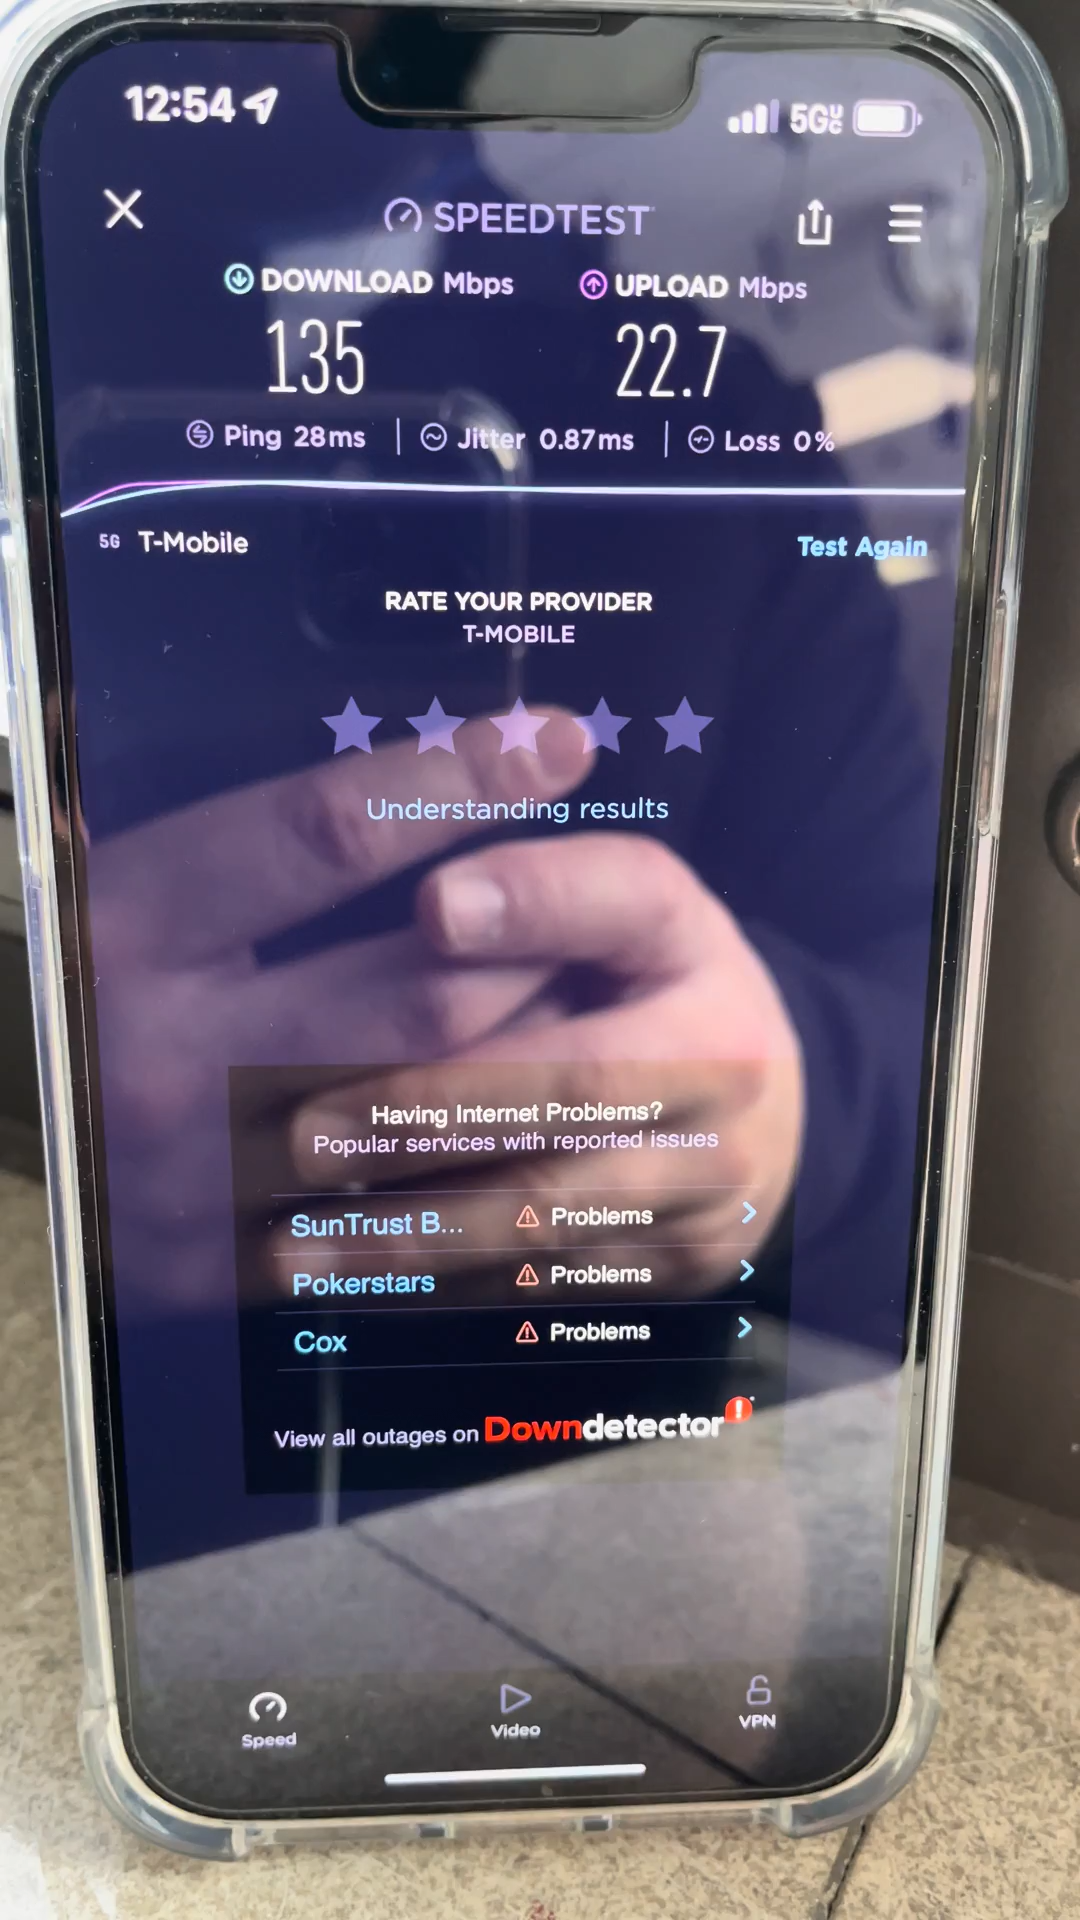 12:54
5G UC
SPEEDTEST
DOWNLOAD Mbps
UPLOAD Mbps
135
22.7
Ping 28ms
Jitter 0.87ms
Loss 0%
5G T-Mobile
Test Again
RATE YOUR PROVIDER
T-MOBILE
Understanding results
Having Internet Problems?
Popular services with reported issues
SunTrust B... Problems
Pokerstars Problems
Cox Problems
View all outages on Downdetector
Speed
Video
VPN